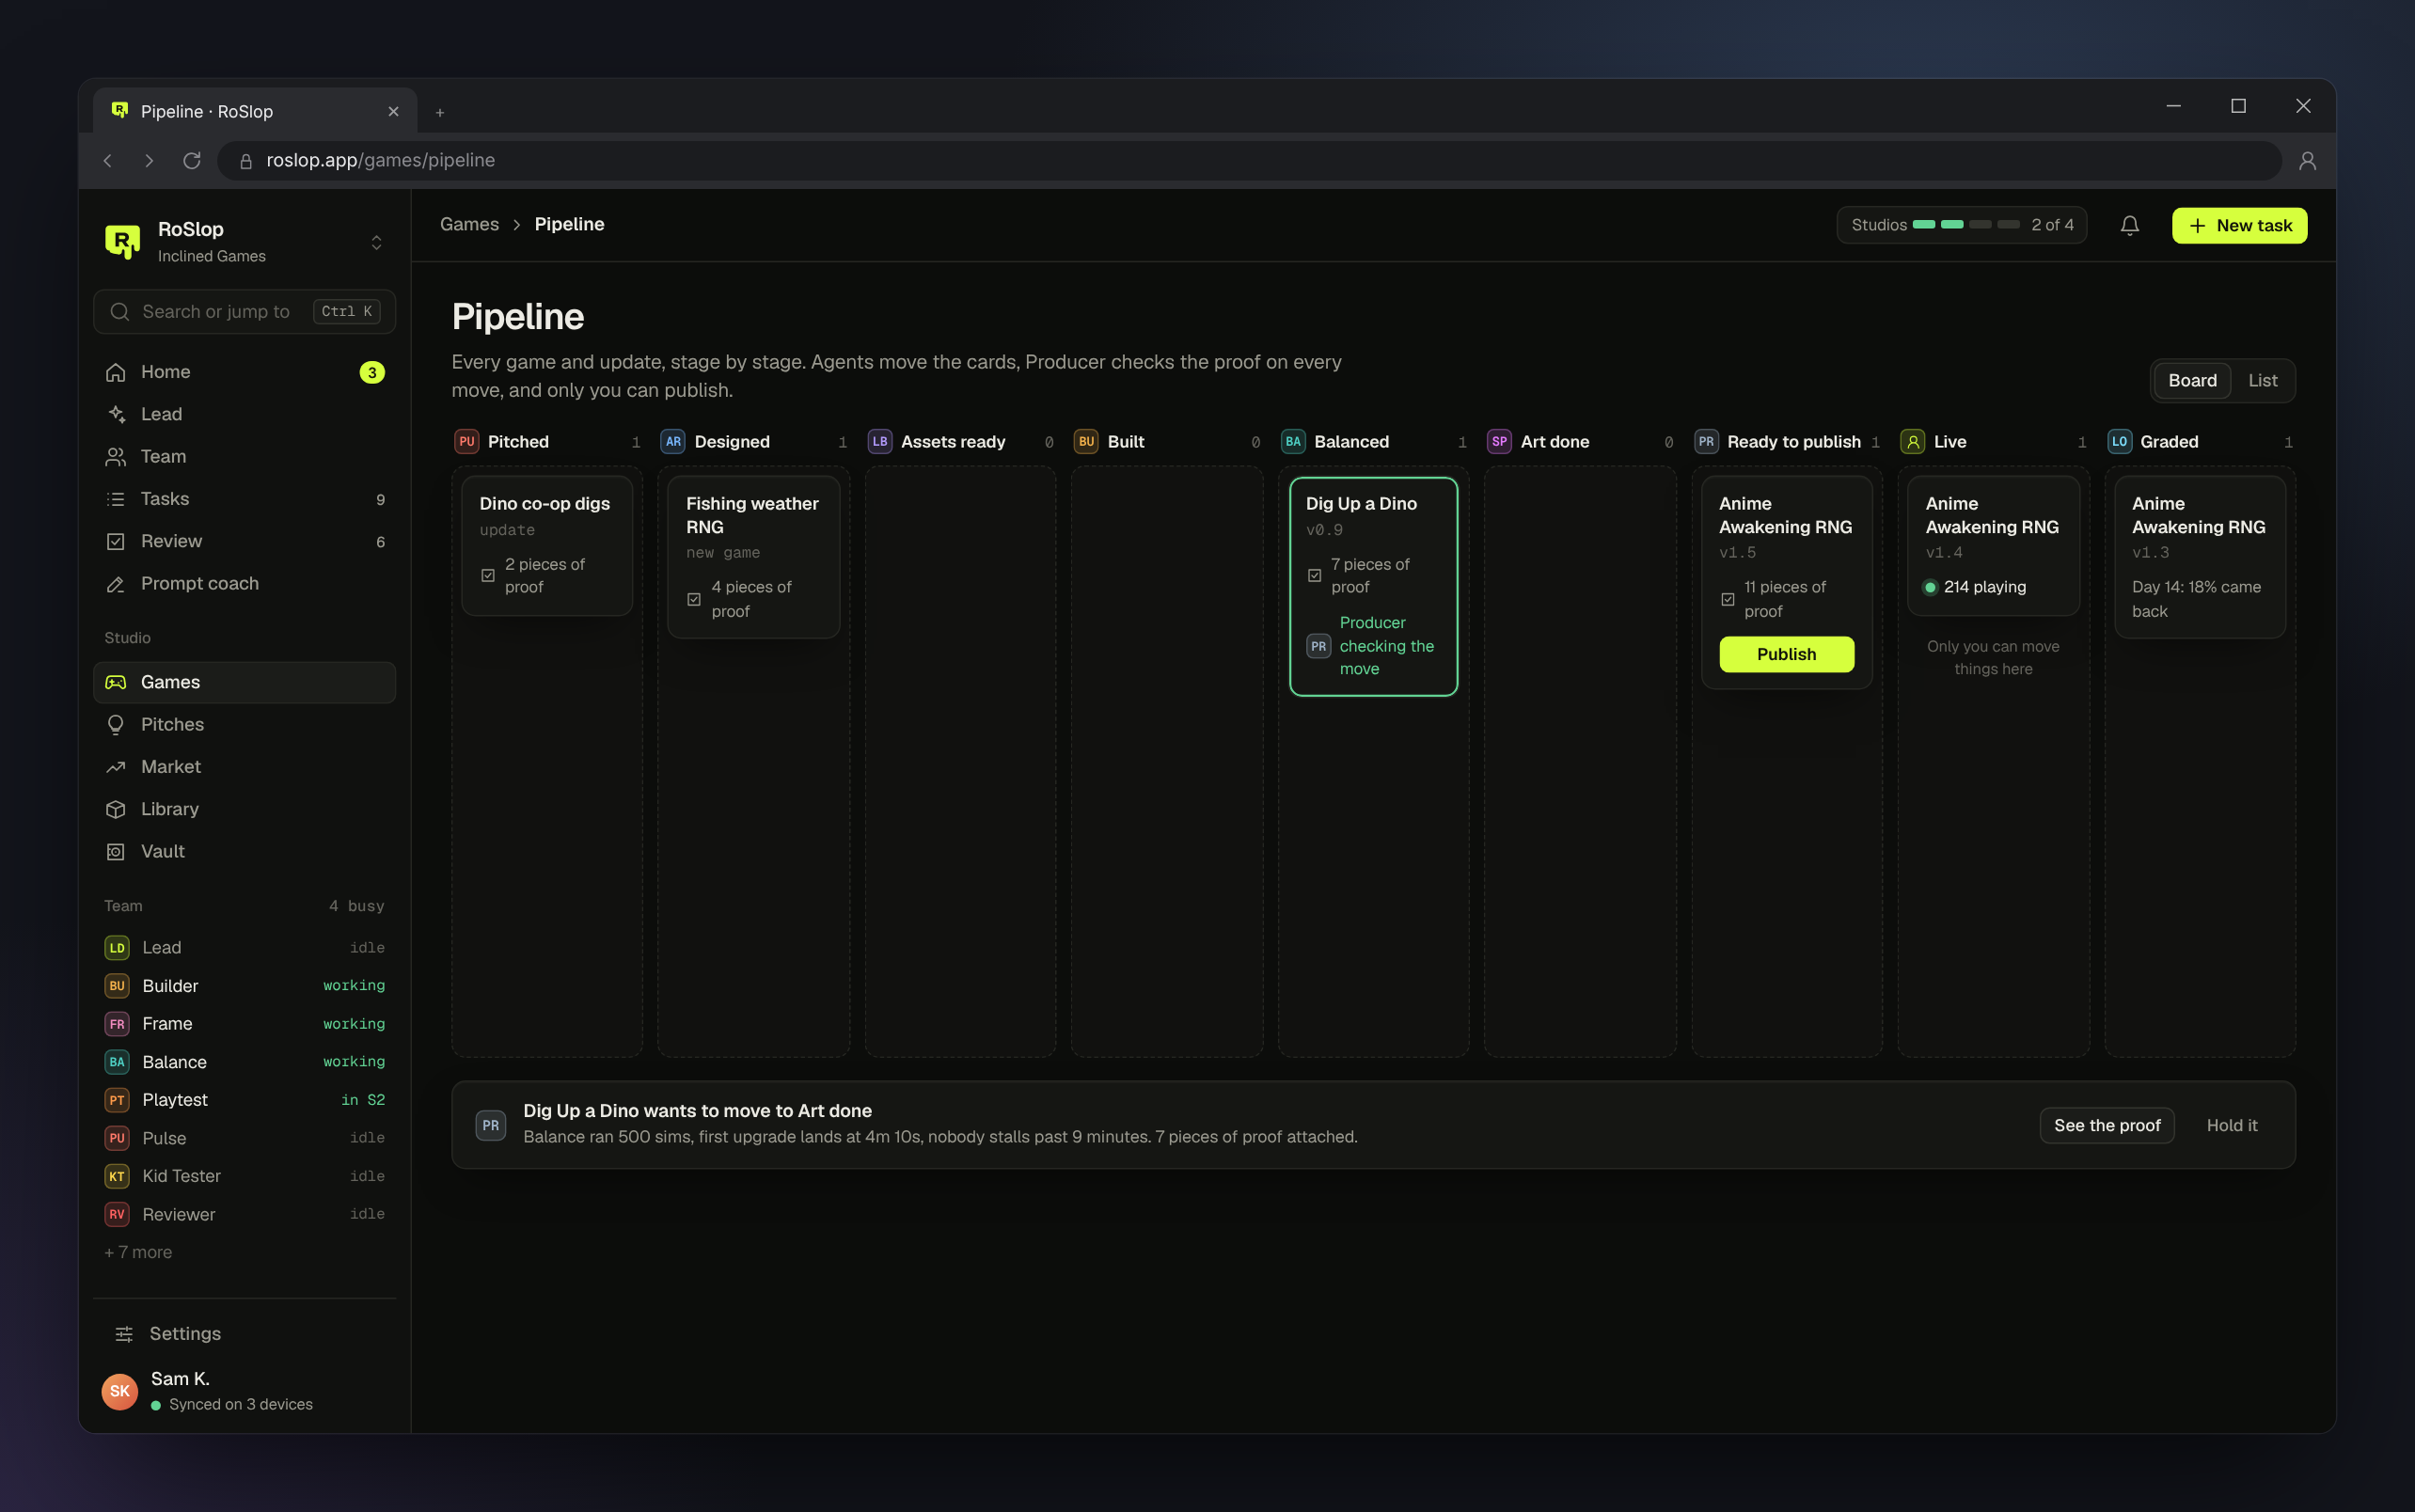 Pipeline · RoSlop
roslop.app/games/pipeline
RoSlop
Inclined Games
Search or jump to Ctrl K
Home 3
Lead
Team
Tasks 9
Review 6
Prompt coach
Studio
Games
Pitches
Market
Library
Vault
Team 4 busy
LD Lead idle
BU Builder working
FR Frame working
BA Balance working
PT Playtest in S2
PU Pulse idle
KT Kid Tester idle
RV Reviewer idle
+ 7 more
Settings
SK Sam K.
Synced on 3 devices
Games Pipeline
Studios 2 of 4
New task
Pipeline
Every game and update, stage by stage. Agents move the cards, Producer checks the proof on every
move, and only you can publish.
Board List
PU Pitched 1
Dino co-op digs
update
2 pieces of
proof
AR Designed 1
Fishing weather
RNG
new game
4 pieces of
proof
LB Assets ready 0
BU Built 0
BA Balanced 1
Dig Up a Dino
v0.9
7 pieces of
proof
PR Producer
checking the
move
SP Art done 0
PR Ready to publish 1
Anime
Awakening RNG
v1.5
11 pieces of
proof
Publish
Live 1
Anime
Awakening RNG
v1.4
214 playing
Only you can move
things here
LO Graded 1
Anime
Awakening RNG
v1.3
Day 14: 18% came
back
PR Dig Up a Dino wants to move to Art done
Balance ran 500 sims, first upgrade lands at 4m 10s, nobody stalls past 9 minutes. 7 pieces of proof attached.
See the proof Hold it